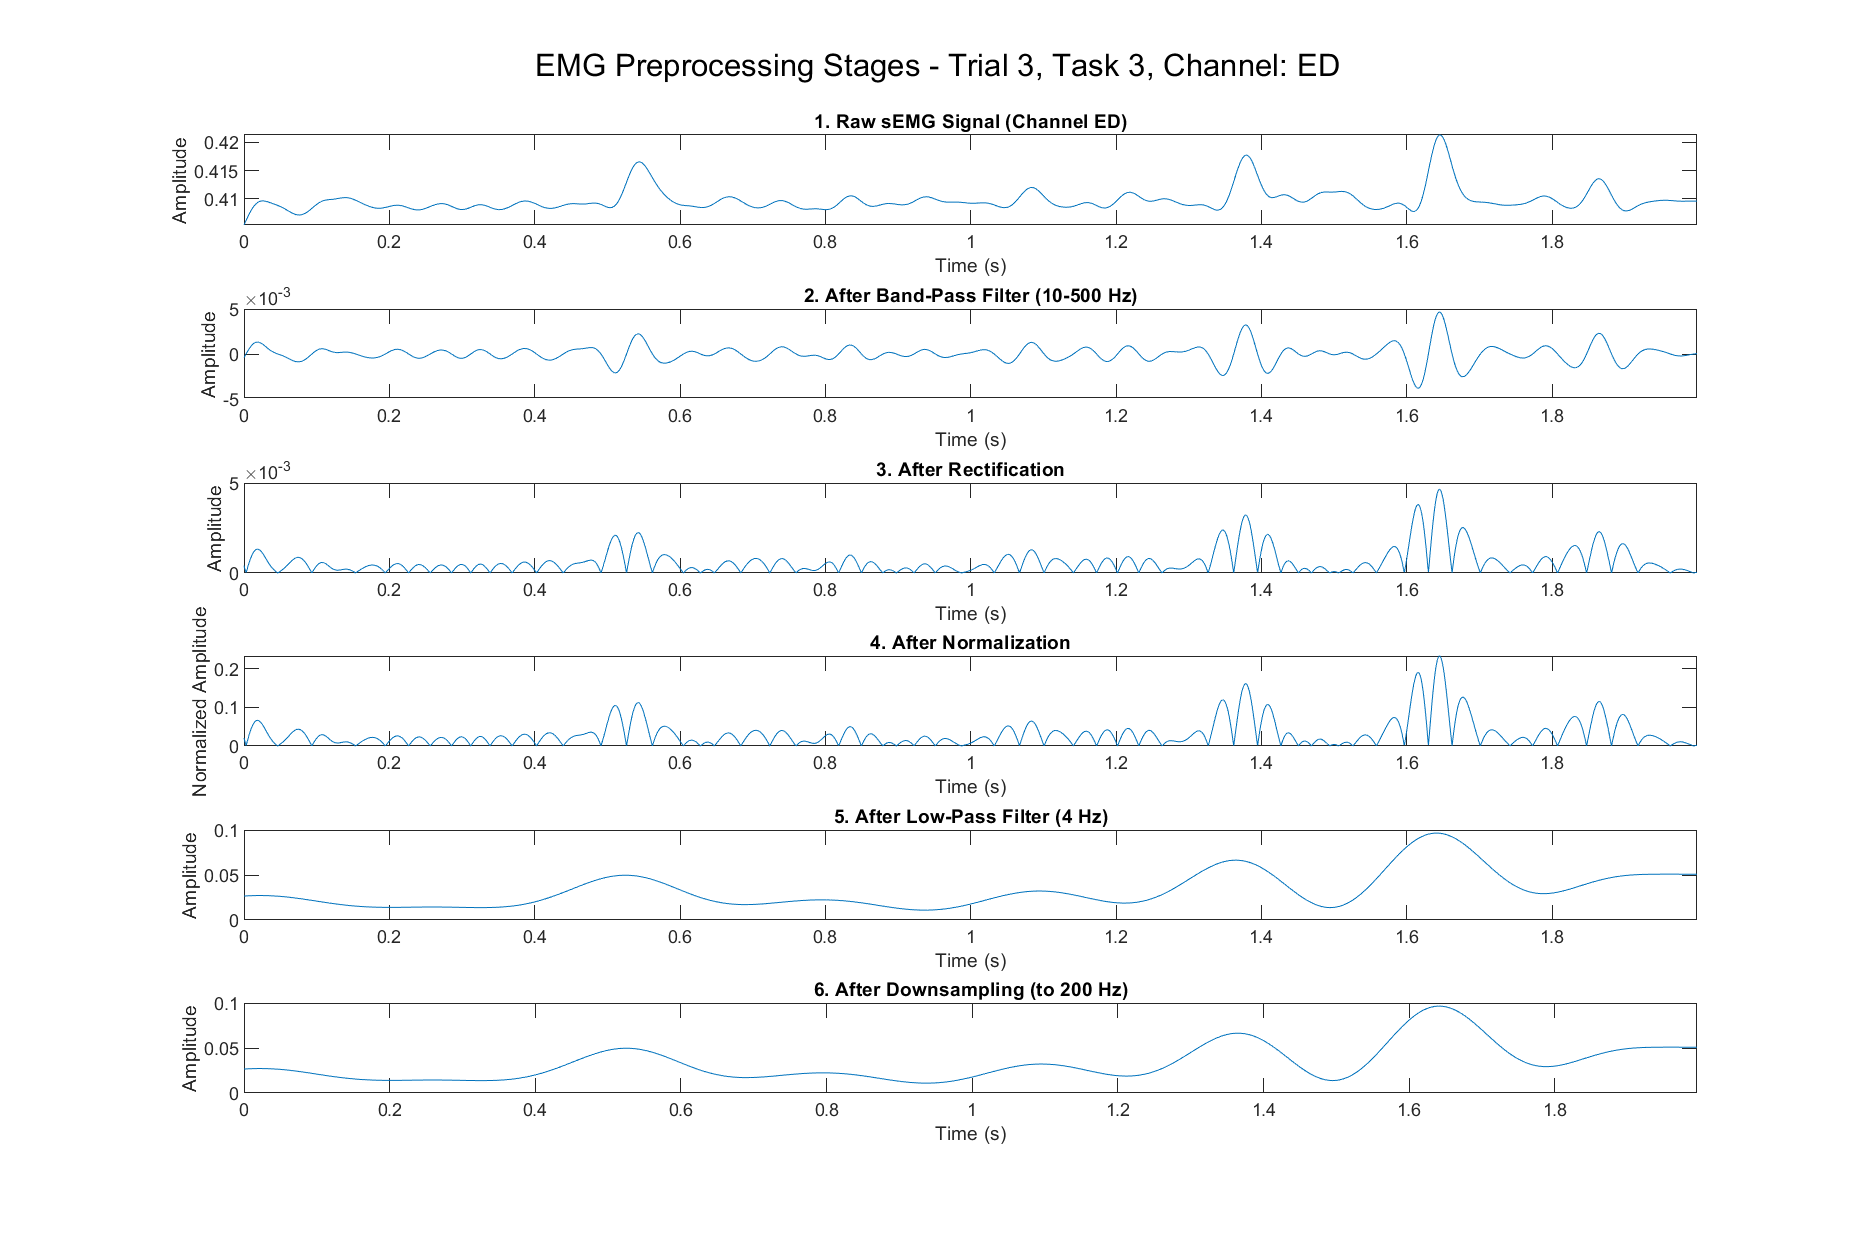 EMG Preprocessing Stages - Trial 3, Task 3, Channel: ED
1. Raw sEMG Signal (Channel ED)
Amplitude
0.42
0.415
0.41
0 0.2 0.4 0.6 0.8 1 1.2 1.4 1.6 1.8
Time (s)
2. After Band-Pass Filter (10-500 Hz)
×10-3
Amplitude
5
0
-5
0 0.2 0.4 0.6 0.8 1 1.2 1.4 1.6 1.8
Time (s)
3. After Rectification
×10-3
Amplitude
5
0
0 0.2 0.4 0.6 0.8 1 1.2 1.4 1.6 1.8
Time (s)
4. After Normalization
Normalized Amplitude
0.2
0.1
0
0 0.2 0.4 0.6 0.8 1 1.2 1.4 1.6 1.8
Time (s)
5. After Low-Pass Filter (4 Hz)
Amplitude
0.1
0.05
0
0 0.2 0.4 0.6 0.8 1 1.2 1.4 1.6 1.8
Time (s)
6. After Downsampling (to 200 Hz)
Amplitude
0.1
0.05
0
0 0.2 0.4 0.6 0.8 1 1.2 1.4 1.6 1.8
Time (s)